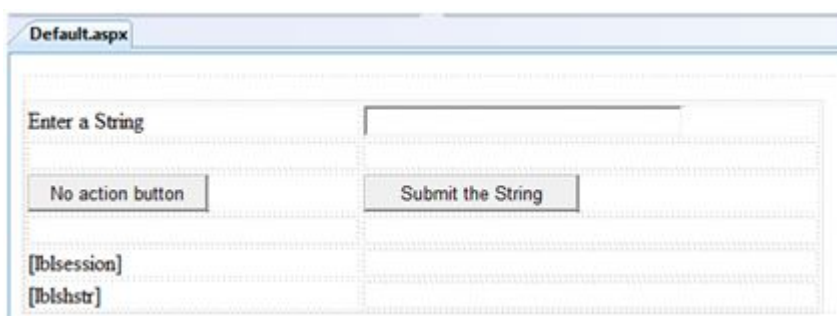 Default.aspx
Enter a String
No action button Submit the String
[lblsession]
[lblshstr]